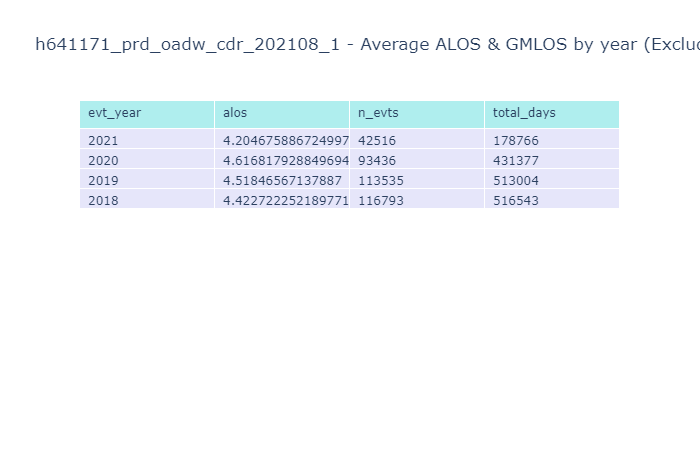 h641171_prd_oadw_cdr_202108_1 - Average ALOS & GMLOS by year
evt_year alos n_evts total_days
2021 4.204675886724997 42516 178766
2020 4.616817928849694 93436 431377
2019 4.51846567137887 113535 513004
2018 4.422722252189771 116793 516543